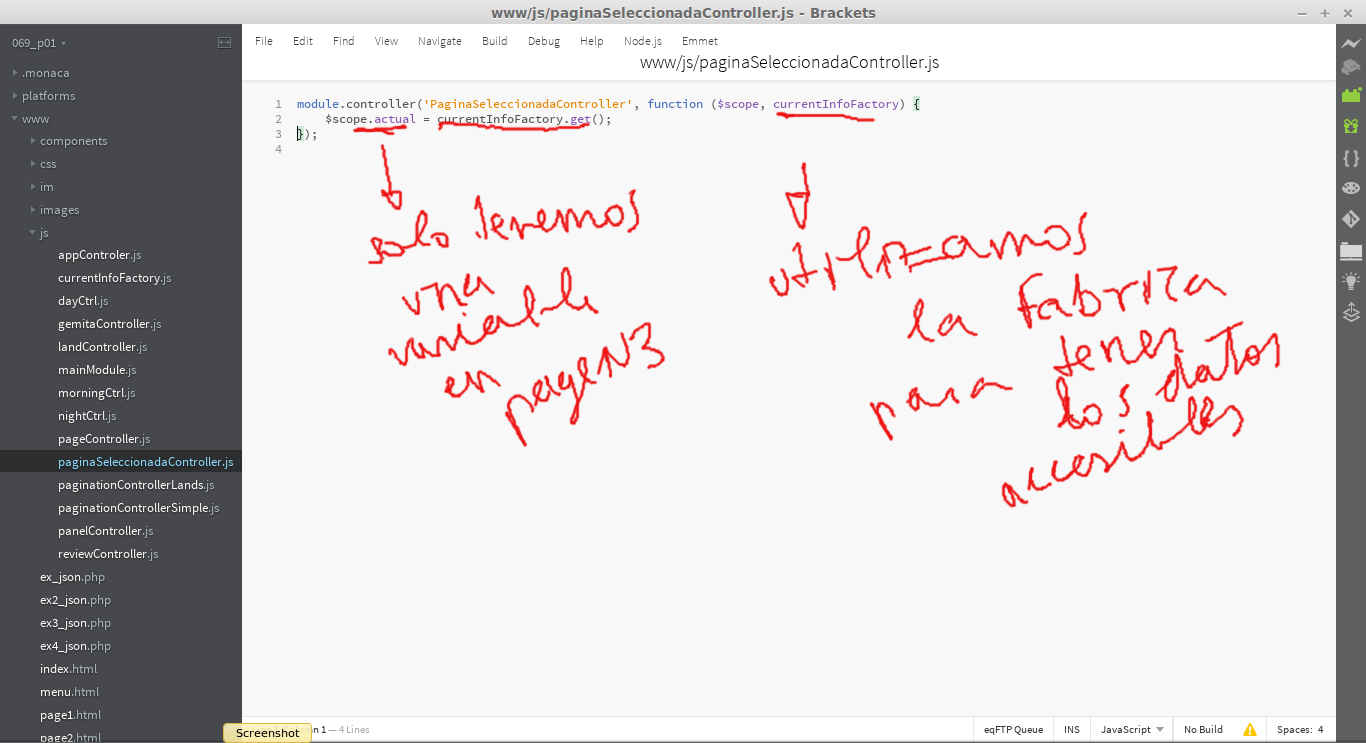 www/js/paginaSeleccionadaController.js - Brackets
069_p01
.monaca
platforms
www
components
css
im
images
js
appControler.js
currentInfoFactory.js
dayCtrl.js
gemitaController.js
landController.js
mainModule.js
morningCtrl.js
nightCtrl.js
pageController.js
paginaSeleccionadaController.js
paginationControllerLands.js
paginationControllerSimple.js
panelController.js
reviewController.js
ex_json.php
ex2_json.php
ex3_json.php
ex4_json.php
index.html
menu.html
page1.html
page2.html
File Edit Find View Navigate Build Debug Help Node.js Emmet
www/js/paginaSeleccionadaController.js
1 module.controller('PaginaSeleccionadaController', function ($scope, currentInfoFactory) {
2 $scope.actual = currentInfoFactory.get();
3 });
4
solo tenemos
una
variable
en
pageN3
utilizamos
la fabrica
para tener
los datos
accesibles
Screenshot
mn 1 — 4 Lines
eqFTP Queue INS JavaScript No Build Spaces: 4